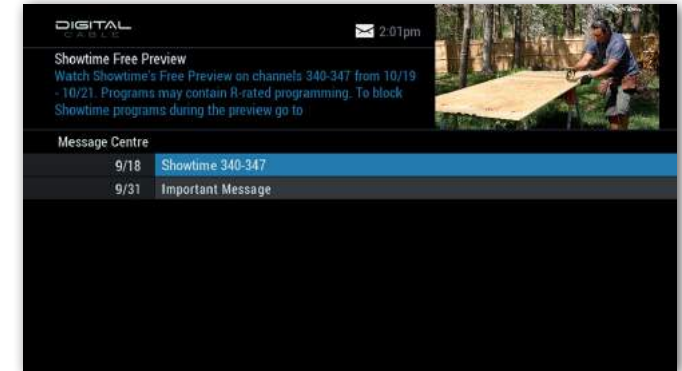 DIGITAL
CABLE
2:01pm
Showtime Free Preview
Watch Showtime's Free Preview on channels 340-347 from 10/19
- 10/21. Programs may contain R-rated programming. To block
Showtime programs during the preview go to
Message Centre
9/18 Showtime 340-347
9/31 Important Message